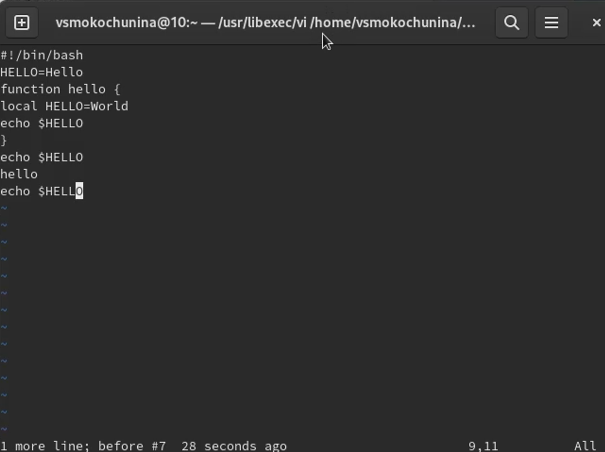 vsmokochunina@10:~ — /usr/libexec/vi /home/vsmokochunina/...
#!/bin/bash
HELLO=Hello
function hello {
local HELLO=World
echo $HELLO
}
echo $HELLO
hello
echo $HELLO
~
~
~
~
~
~
~
~
~
~
~
~
~
~
1 more line; before #7  28 seconds ago 9,11 All